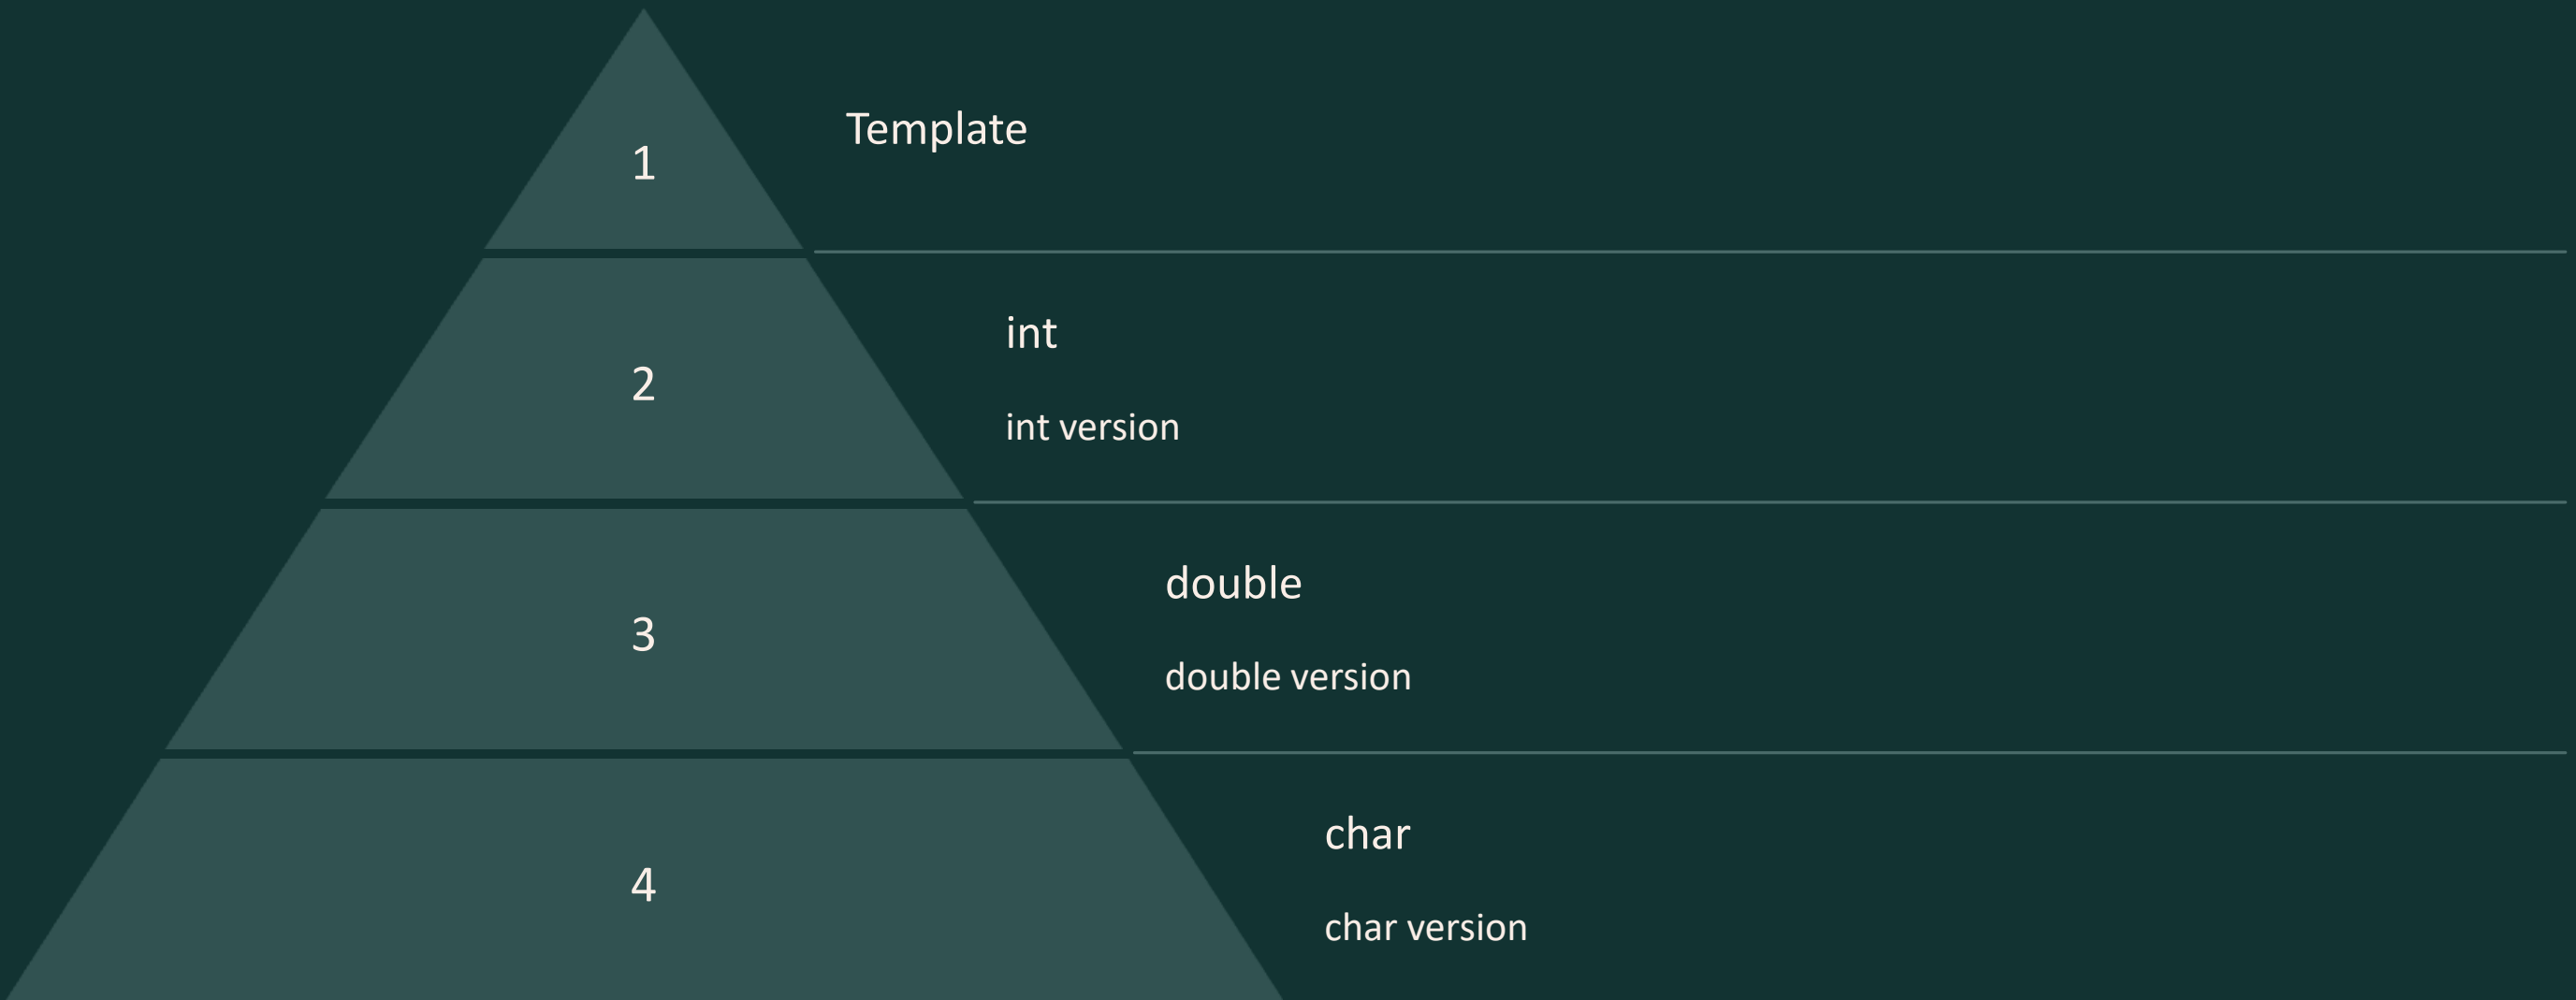 1
Template
2
int
int version
3
double
double version
4
char
char version